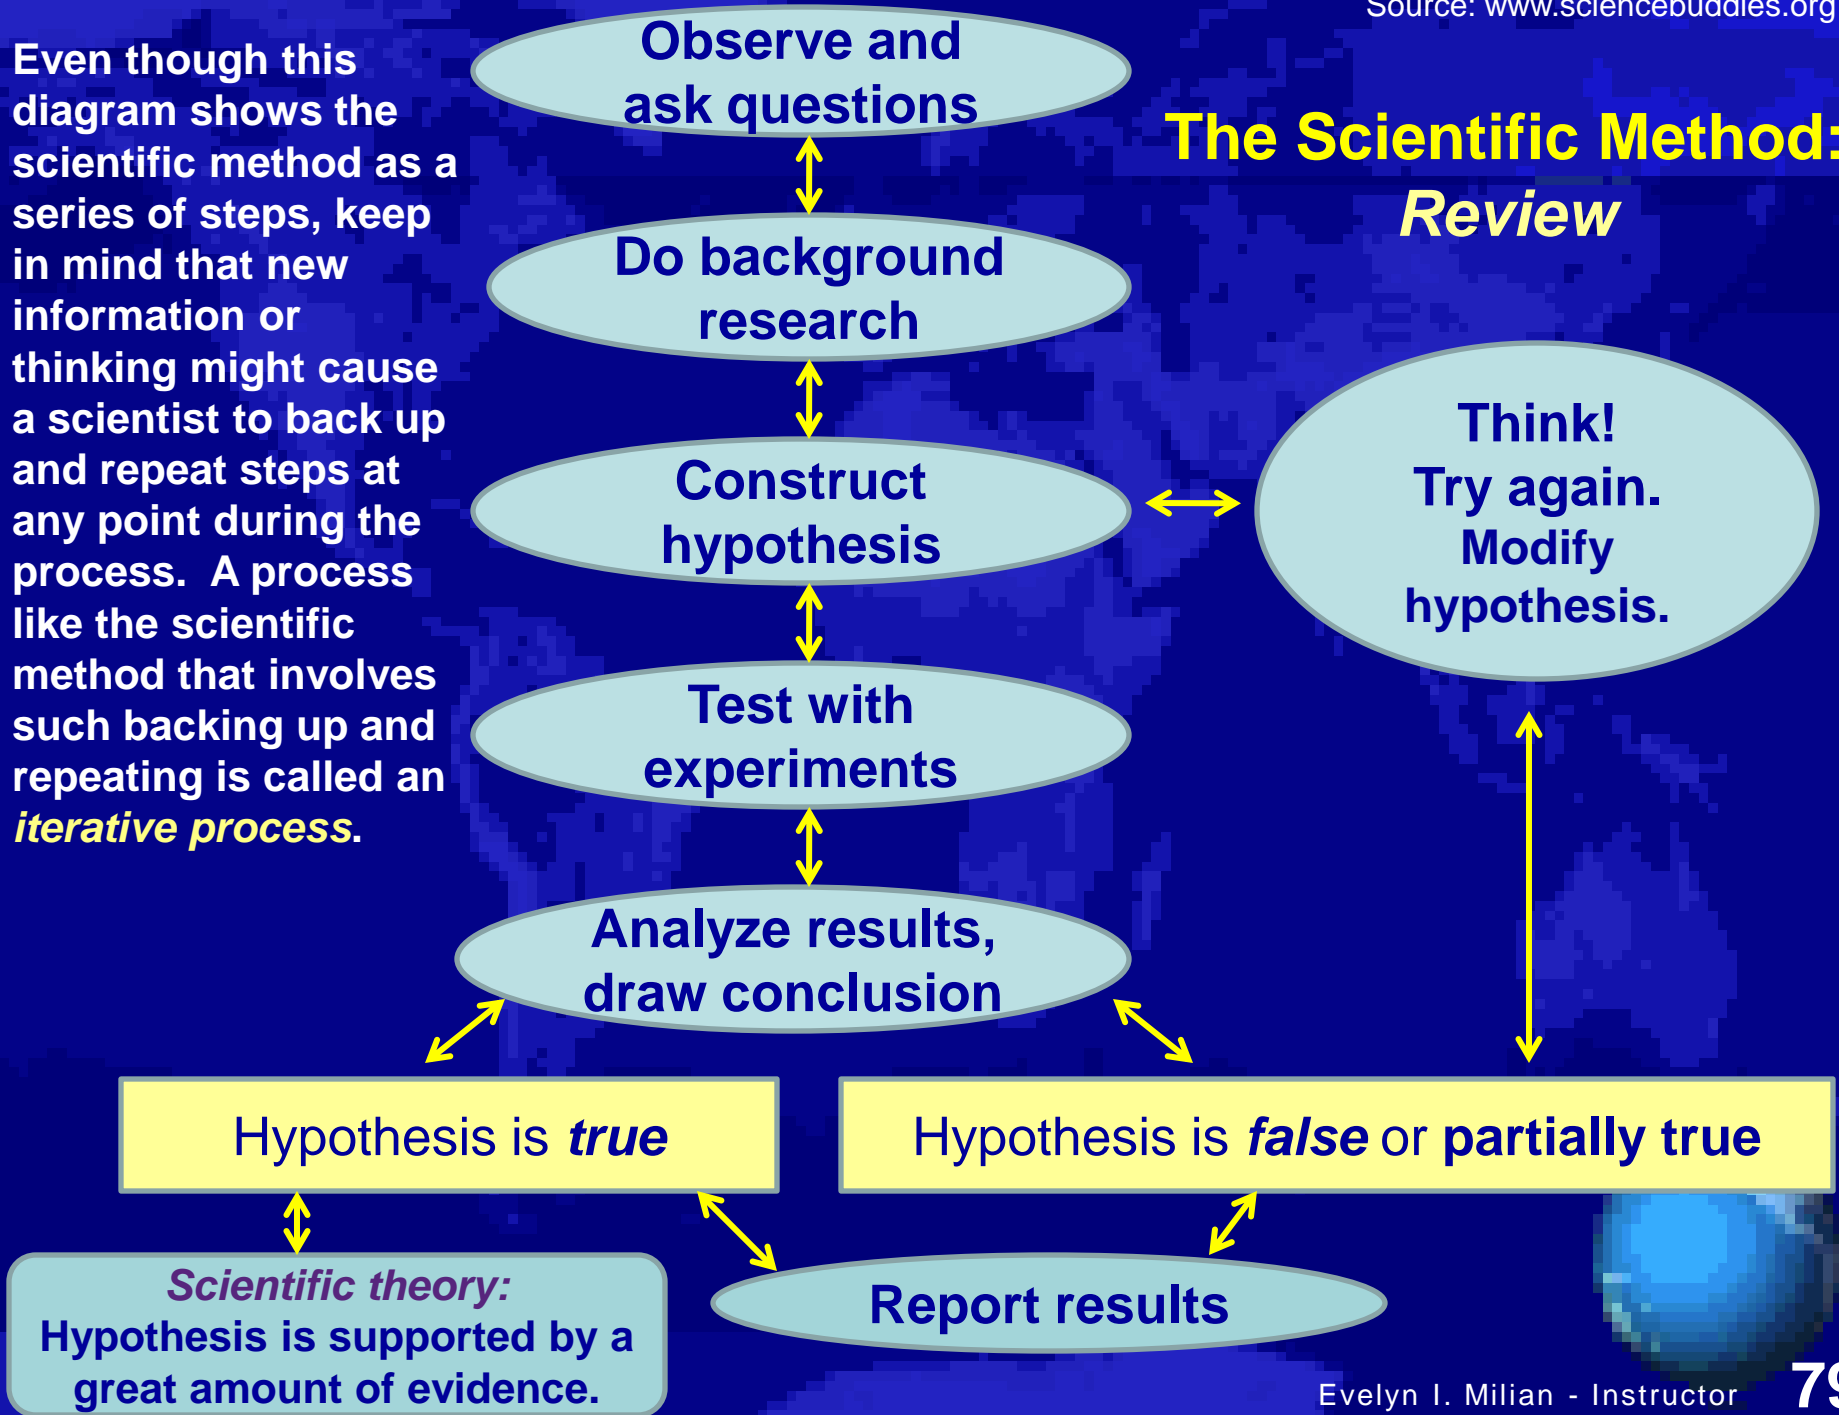 Source: www.sciencebuddies.org
Even though this
diagram shows the
scientific method as a
series of steps, keep
in mind that new
information or
thinking might cause
a scientist to back up
and repeat steps at
any point during the
process.  A process
like the scientific
method that involves
such backing up and
repeating is called an
iterative process.
The Scientific Method:
Review
Observe and
ask questions
Do background
research
Construct
hypothesis
Think!
Try again.
Modify
hypothesis.
Test with
experiments
Analyze results,
draw conclusion
Hypothesis is true
Hypothesis is false or partially true
Scientific theory:
Hypothesis is supported by a
great amount of evidence.
Report results
Evelyn I. Milian - Instructor
79